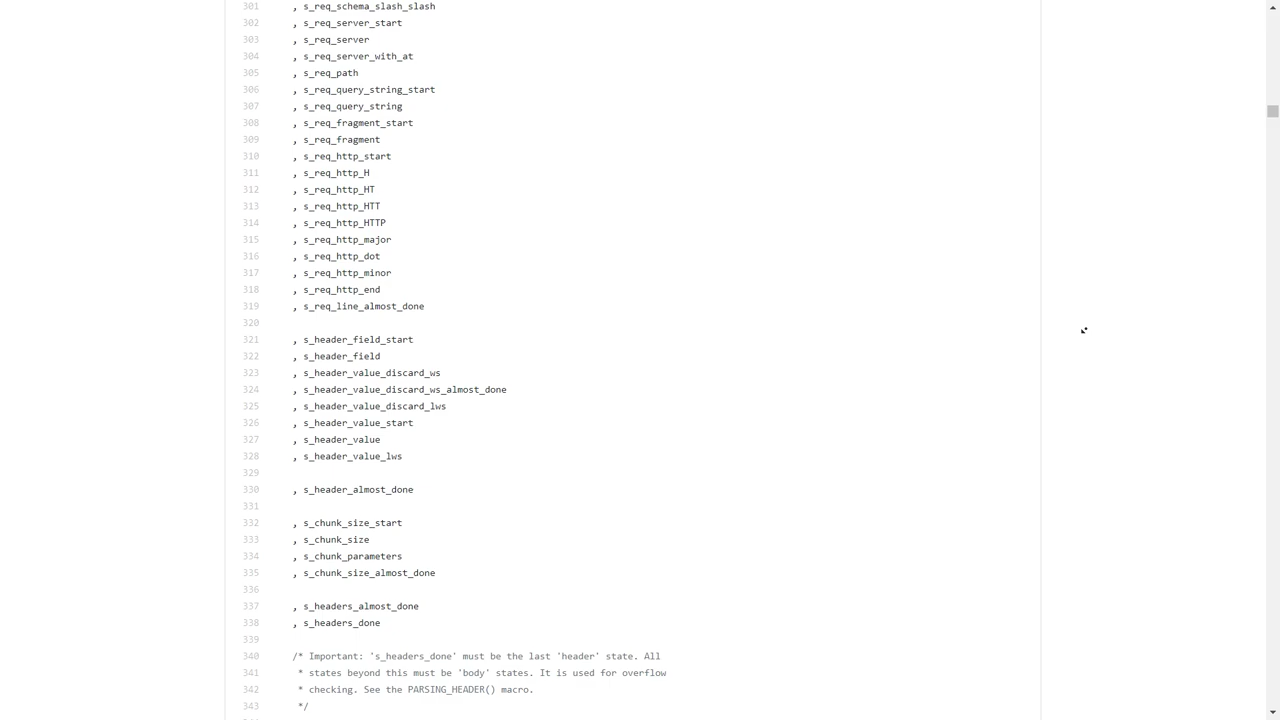 301 , s_req_schema_slash_slash
302 , s_req_server_start
303 , s_req_server
304 , s_req_server_with_at
305 , s_req_path
306 , s_req_query_string_start
307 , s_req_query_string
308 , s_req_fragment_start
309 , s_req_fragment
310 , s_req_http_start
311 , s_req_http_H
312 , s_req_http_HT
313 , s_req_http_HTT
314 , s_req_http_HTTP
315 , s_req_http_major
316 , s_req_http_dot
317 , s_req_http_minor
318 , s_req_http_end
319 , s_req_line_almost_done
320
321 , s_header_field_start
322 , s_header_field
323 , s_header_value_discard_ws
324 , s_header_value_discard_ws_almost_done
325 , s_header_value_discard_lws
326 , s_header_value_start
327 , s_header_value
328 , s_header_value_lws
329
330 , s_header_almost_done
331
332 , s_chunk_size_start
333 , s_chunk_size
334 , s_chunk_parameters
335 , s_chunk_size_almost_done
336
337 , s_headers_almost_done
338 , s_headers_done
339
340 /* Important: 's_headers_done' must be the last 'header' state. All
341 * states beyond this must be 'body' states. It is used for overflow
342 * checking. See the PARSING_HEADER() macro.
343 */